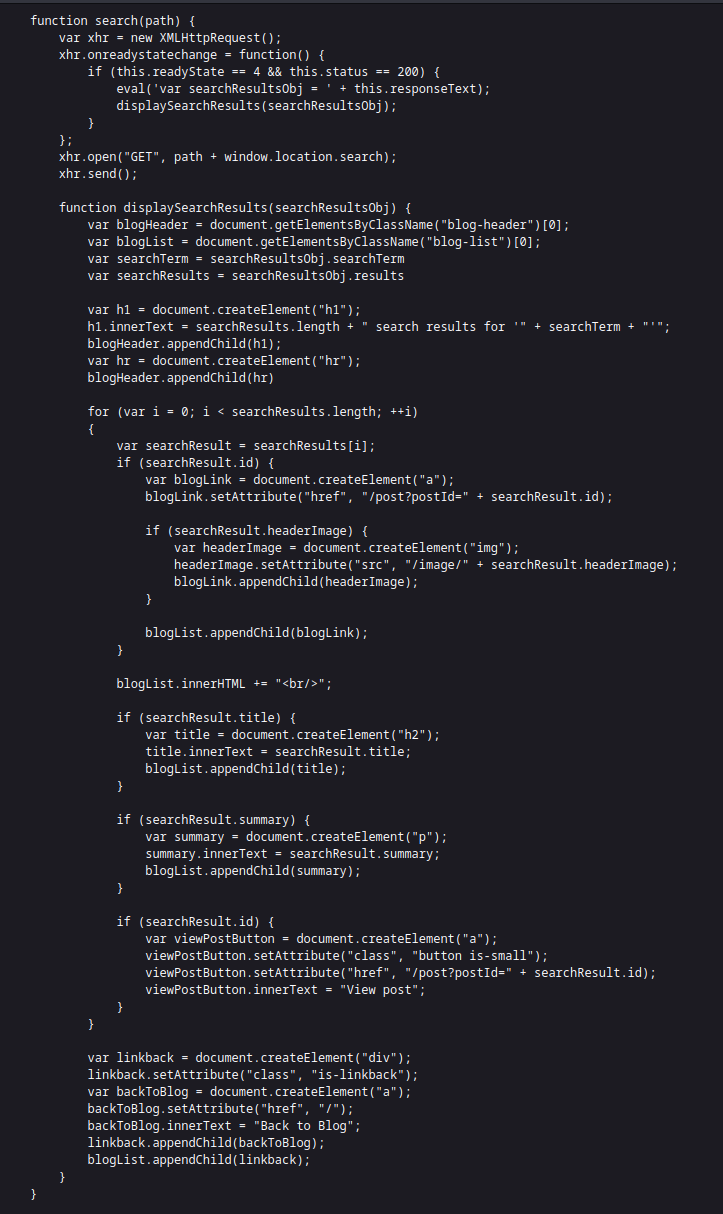 function search(path) {
    var xhr = new XMLHttpRequest();
    xhr.onreadystatechange = function() {
        if (this.readyState == 4 && this.status == 200) {
            eval('var searchResultsObj = ' + this.responseText);
            displaySearchResults(searchResultsObj);
        }
    };
    xhr.open("GET", path + window.location.search);
    xhr.send();

    function displaySearchResults(searchResultsObj) {
        var blogHeader = document.getElementsByClassName("blog-header")[0];
        var blogList = document.getElementsByClassName("blog-list")[0];
        var searchTerm = searchResultsObj.searchTerm
        var searchResults = searchResultsObj.results

        var h1 = document.createElement("h1");
        h1.innerText = searchResults.length + " search results for '" + searchTerm + "'";
        blogHeader.appendChild(h1);
        var hr = document.createElement("hr");
        blogHeader.appendChild(hr)

        for (var i = 0; i < searchResults.length; ++i)
        {
            var searchResult = searchResults[i];
            if (searchResult.id) {
                var blogLink = document.createElement("a");
                blogLink.setAttribute("href", "/post?postId=" + searchResult.id);

                if (searchResult.headerImage) {
                    var headerImage = document.createElement("img");
                    headerImage.setAttribute("src", "/image/" + searchResult.headerImage);
                    blogLink.appendChild(headerImage);
                }

                blogList.appendChild(blogLink);
            }

            blogList.innerHTML += "<br/>";

            if (searchResult.title) {
                var title = document.createElement("h2");
                title.innerText = searchResult.title;
                blogList.appendChild(title);
            }

            if (searchResult.summary) {
                var summary = document.createElement("p");
                summary.innerText = searchResult.summary;
                blogList.appendChild(summary);
            }

            if (searchResult.id) {
                var viewPostButton = document.createElement("a");
                viewPostButton.setAttribute("class", "button is-small");
                viewPostButton.setAttribute("href", "/post?postId=" + searchResult.id);
                viewPostButton.innerText = "View post";
            }
        }

        var linkback = document.createElement("div");
        linkback.setAttribute("class", "is-linkback");
        var backToBlog = document.createElement("a");
        backToBlog.setAttribute("href", "/");
        backToBlog.innerText = "Back to Blog";
        linkback.appendChild(backToBlog);
        blogList.appendChild(linkback);
    }
}